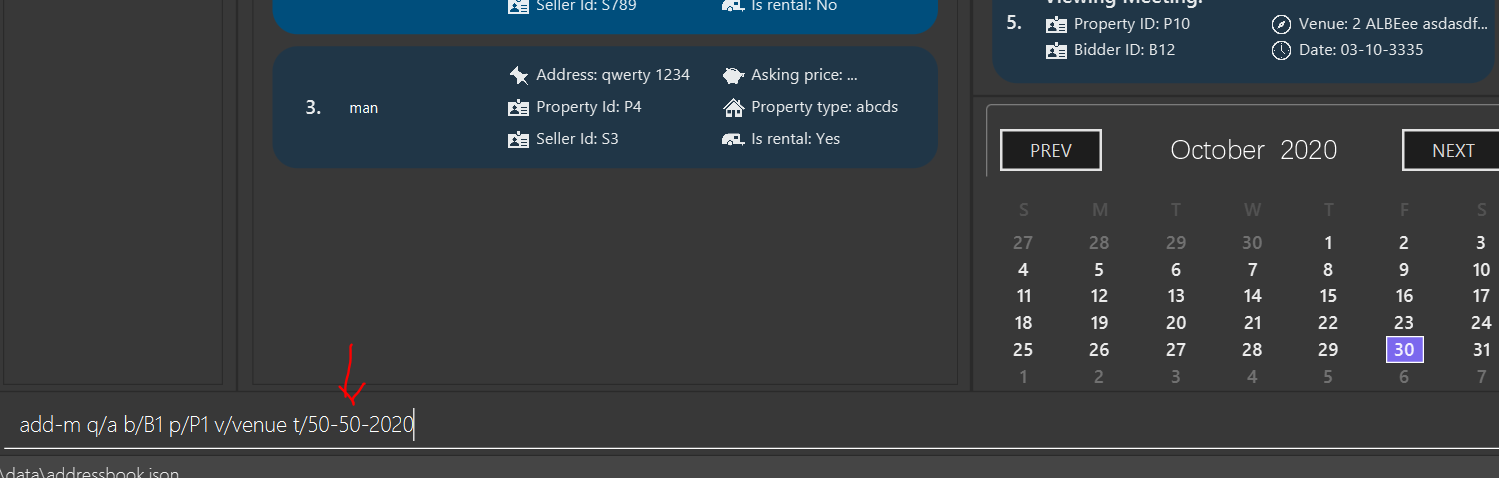 Seller Id: S789
Is rental: No
3.
man
Address: qwerty 1234
Asking price: ...
Property Id: P4
Property type: abcds
Seller Id: S3
Is rental: Yes
Viewing Meeting:
5.
Property ID: P10
Venue: 2 ALBEee asdasdf...
Bidder ID: B12
Date: 03-10-3335
PREV
October 2020
NEXT
S M T W T F S
27 28 29 30 1 2 3
4 5 6 7 8 9 10
11 12 13 14 15 16 17
18 19 20 21 22 23 24
25 26 27 28 29 30 31
1 2 3 4 5 6 7
add-m q/a b/B1 p/P1 v/venue t/50-50-2020
\data\addressbook.json